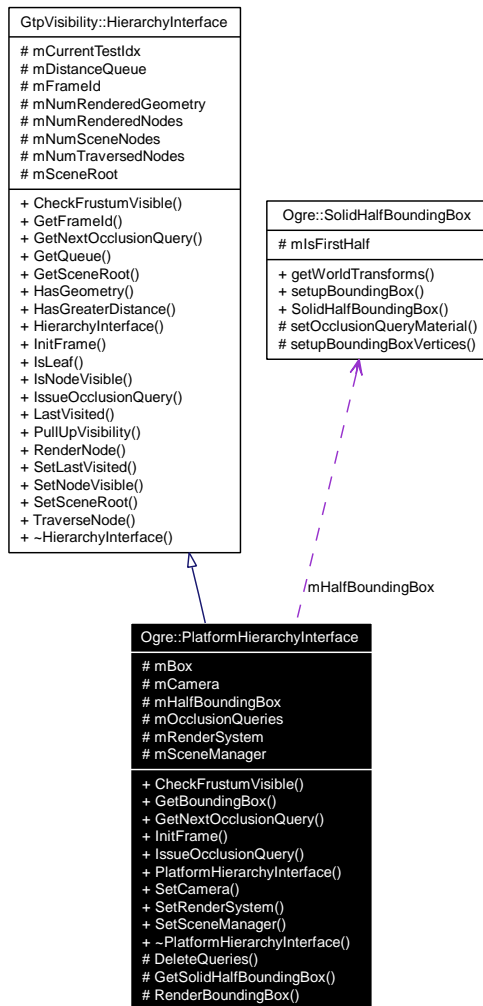 GtpVisibility::HierarchyInterface
# mCurrentTestIdx
# mDistanceQueue
# mFrameId
# mNumRenderedGeometry
# mNumRenderedNodes
# mNumSceneNodes
# mNumTraversedNodes
# mSceneRoot
+ CheckFrustumVisible()
+ GetFrameId()
+ GetNextOcclusionQuery()
+ GetQueue()
+ GetSceneRoot()
+ HasGeometry()
+ HasGreaterDistance()
+ HierarchyInterface()
+ InitFrame()
+ IsLeaf()
+ IsNodeVisible()
+ IssueOcclusionQuery()
+ LastVisited()
+ PullUpVisibility()
+ RenderNode()
+ SetLastVisited()
+ SetNodeVisible()
+ SetSceneRoot()
+ TraverseNode()
+ ~HierarchyInterface()
Ogre::SolidHalfBoundingBox
# mIsFirstHalf
+ getWorldTransforms()
+ setupBoundingBox()
+ SolidHalfBoundingBox()
# setOcclusionQueryMaterial()
# setupBoundingBoxVertices()
mHalfBoundingBox
Ogre::PlatformHierarchyInterface
# mBox
# mCamera
# mHalfBoundingBox
# mOcclusionQueries
# mRenderSystem
# mSceneManager
+ CheckFrustumVisible()
+ GetBoundingBox()
+ GetNextOcclusionQuery()
+ InitFrame()
+ IssueOcclusionQuery()
+ PlatformHierarchyInterface()
+ SetCamera()
+ SetRenderSystem()
+ SetSceneManager()
+ ~PlatformHierarchyInterface()
# DeleteQueries()
# GetSolidHalfBoundingBox()
# RenderBoundingBox()